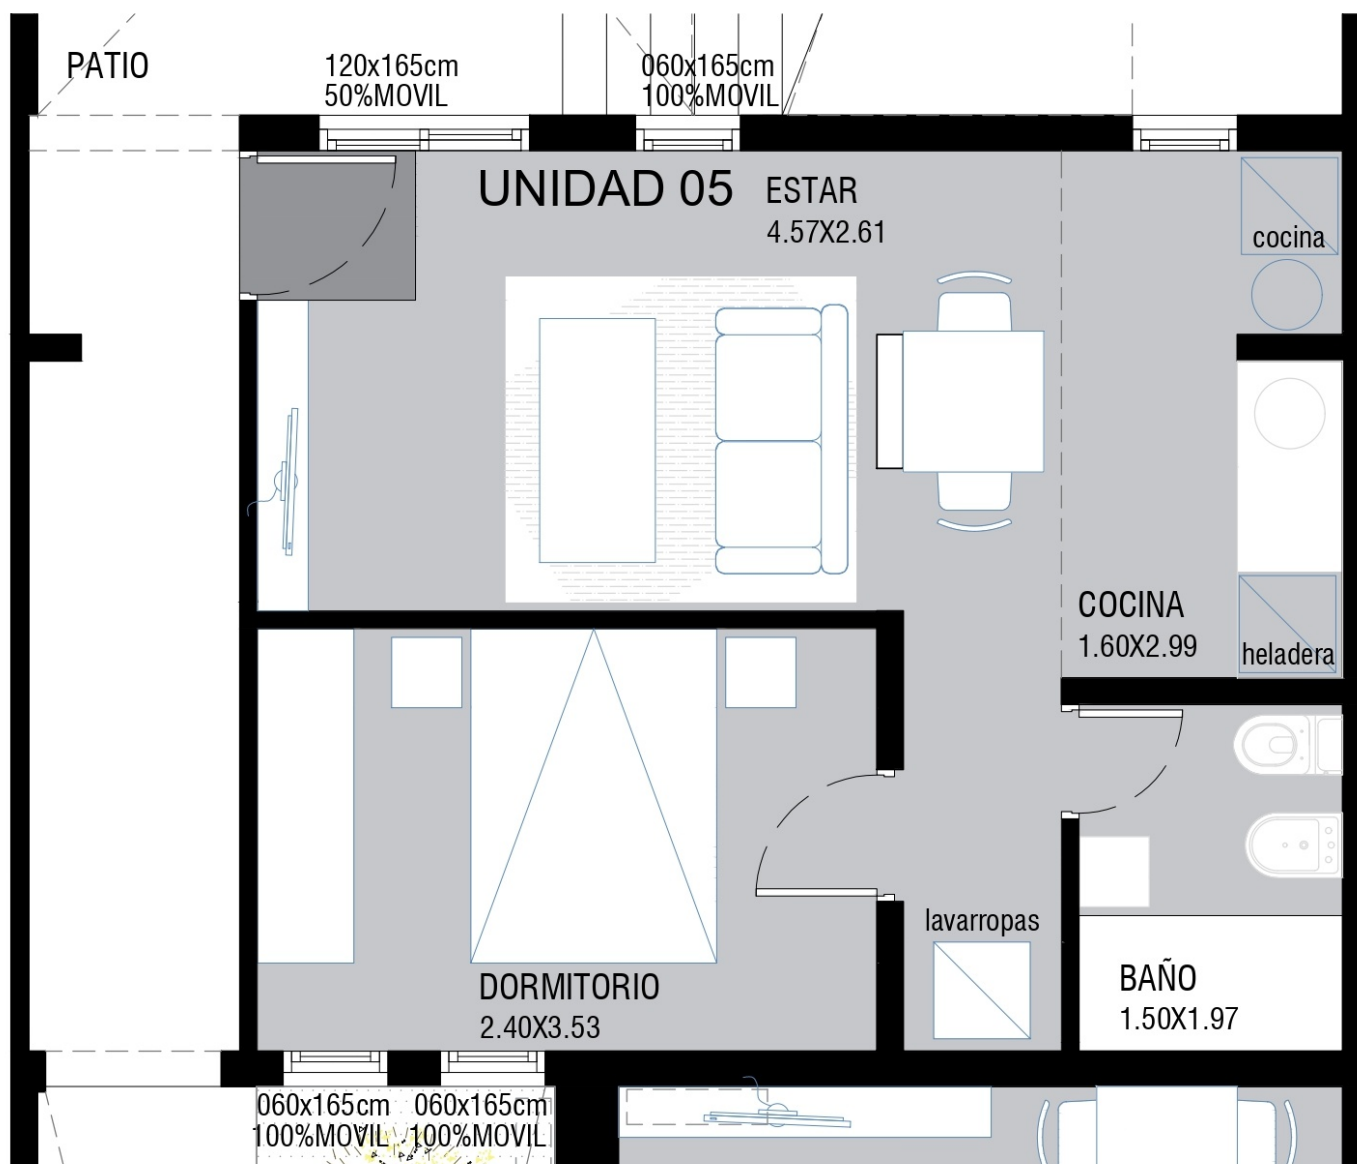 PATIO
120x165cm
50%MOVIL
060x165cm
100%MOVIL
UNIDAD 05
ESTAR
4.57X2.61
cocina
COCINA
1.60X2.99
heladera
lavarropas
DORMITORIO
2.40X3.53
BAÑO
1.50X1.97
060x165cm
100%MOVIL
060x165cm
100%MOVIL